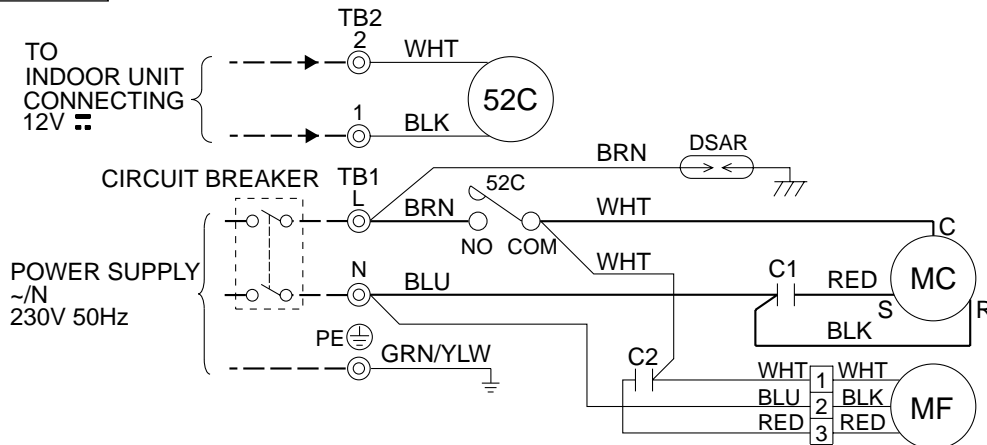 TO
INDOOR UNIT
CONNECTING
12V ⎓
TB2
2
WHT
52C
1
BLK
CIRCUIT BREAKER
TB1
L
BRN
DSAR
BRN
52C
NO
COM
WHT
C
POWER SUPPLY
~/N
230V 50Hz
N
BLU
WHT
C1
RED
S
MC
R
BLK
PE
GRN/YLW
C2
WHT 1 WHT
BLU 2 BLK
RED 3 RED
MF